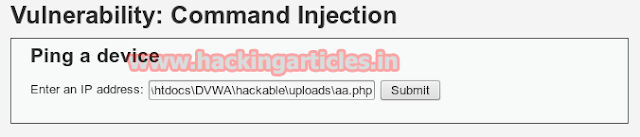 Vulnerability: Command Injection
Ping a device
www.hackingarticles.in
Enter an IP address: \htdocs\DVWA\hackable\uploads\aa.php Submit